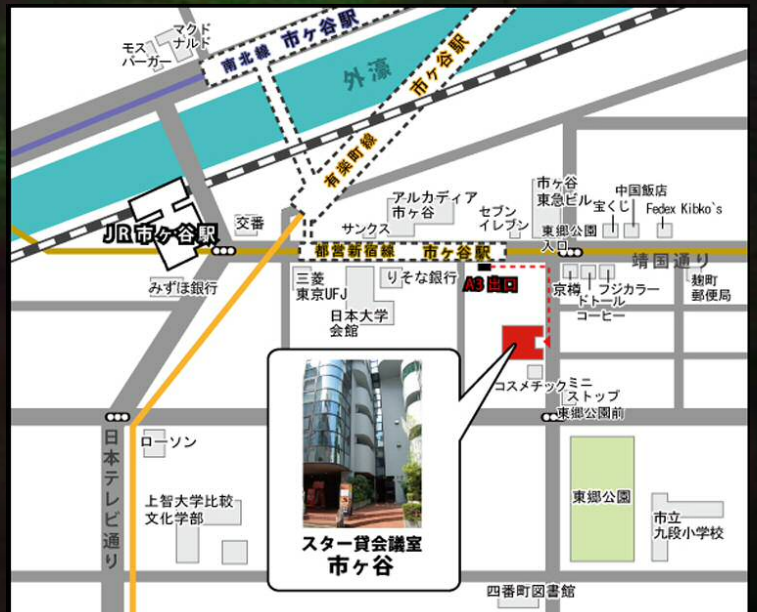 マクド
ナルド
モス
バーガー
南北線 市ヶ谷駅
外濠
有楽町線 市ヶ谷駅
JR市ヶ谷駅
交番
サンクス
アルカディア
市ヶ谷
セブン
イレブン
市ヶ谷
東急ビル
東郷公園
入口
宝くじ
中国飯店
Fedex Kibko`s
都営新宿線 市ヶ谷駅
靖国通り
みずほ銀行
三菱
東京UFJ
日本大学
会館
りそな銀行
A3 出口
京樽
ドトール
コーヒー
フジカラー
麹町
郵便局
コスメチック
ミニ
ストップ
東郷公園前
日本テレビ通り
ローソン
上智大学比較
文化学部
スター貸会議室
市ヶ谷
東郷公園
市立
九段小学校
四番町図書館